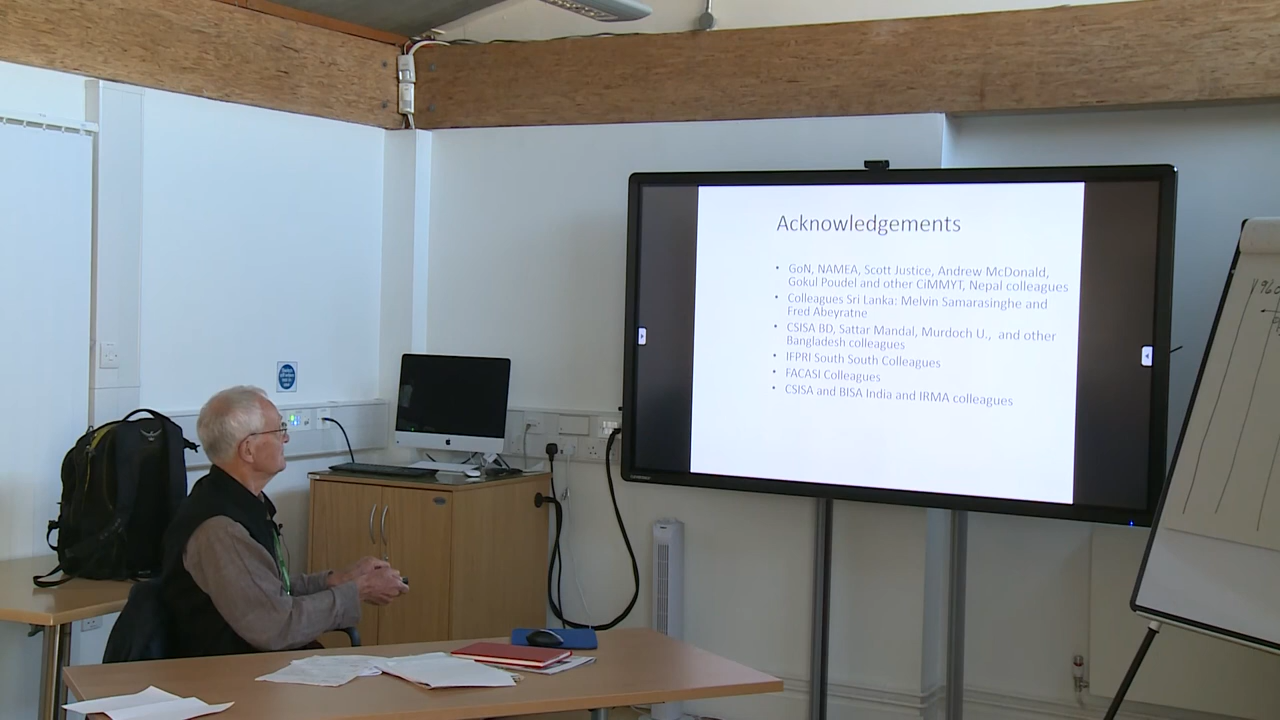 Acknowledgements
• GoN, NAMEA, Scott Justice, Andrew McDonald,
Gokul Poudel and other CiMMYT, Nepal colleagues
• Colleagues Sri Lanka: Melvin Samarasinghe and
Fred Abeyratne
• CSISA BD, Sattar Mandal, Murdoch U., and other
Bangladesh colleagues
• IFPRI South South Colleagues
• FACASI Colleagues
• CSISA and BISA India and IRMA colleagues